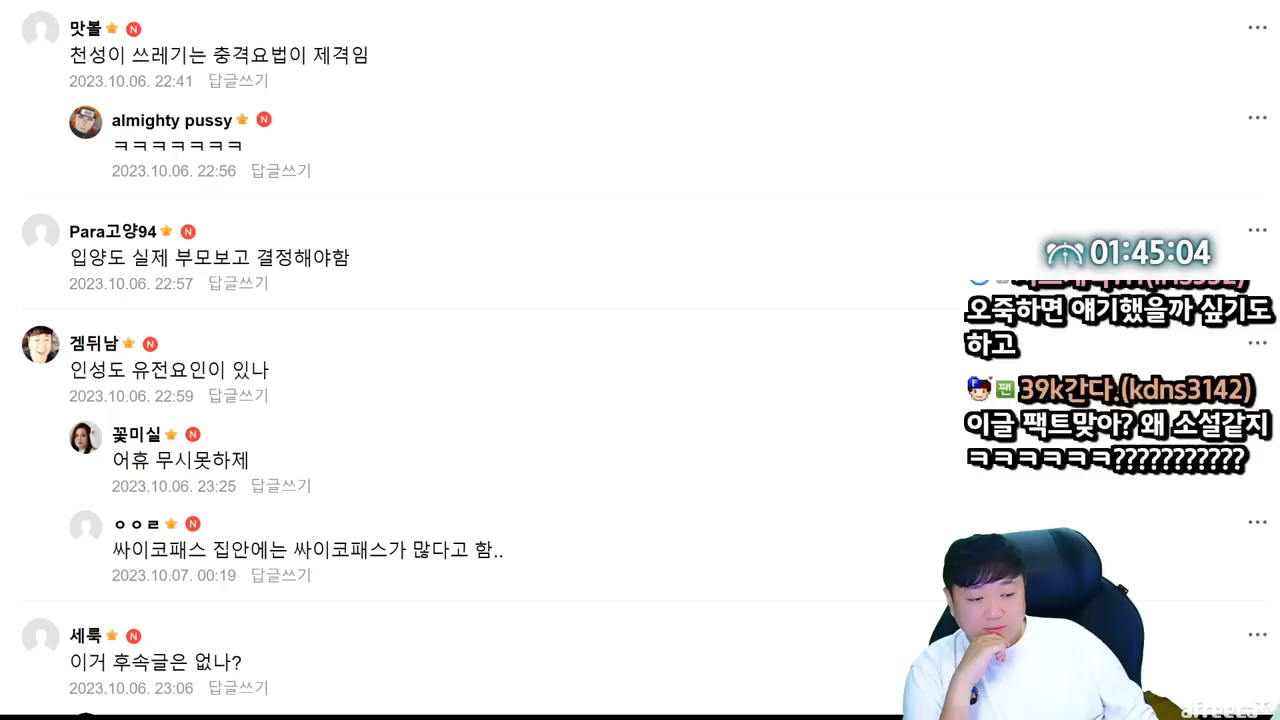 맛볼
천성이 쓰레기는 충격요법이 제격임
2023.10.06. 22:41 답글쓰기
almighty pussy
ㅋㅋㅋㅋㅋㅋㅋ
2023.10.06. 22:56 답글쓰기
Para고양94
입양도 실제 부모보고 결정해야함
2023.10.06. 22:57 답글쓰기
겜뒤남
인성도 유전요인이 있나
2023.10.06. 22:59 답글쓰기
꽃미실
어휴 무시못하제
2023.10.06. 23:25 답글쓰기
ㅇㅇㄹ
싸이코패스 집안에는 싸이코패스가 많다고 함..
2023.10.07. 00:19 답글쓰기
세룩
이거 후속글은 없나?
2023.10.06. 23:06 답글쓰기
01:45:04
오죽하면 얘기했을까 싶기도
하고
팬 39k간다.(kdns3142)
이글 팩트맞아? 왜 소설같지
ㅋㅋㅋㅋㅋㅋ???????????
afreecaTV